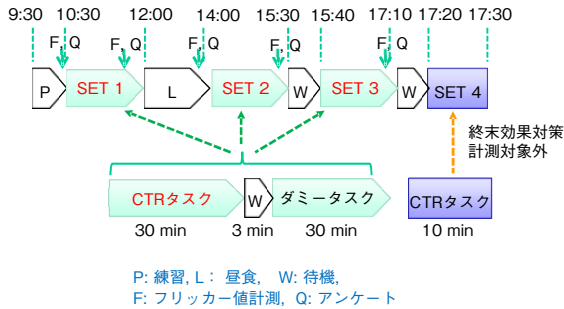 9:30 10:30 12:00 14:00 15:30 15:40 17:10 17:20 17:30
F, Q F, Q F, Q F, Q F, Q
P SET 1 L SET 2 W SET 3 W SET 4
終末効果対策
計測対象外
CTRタスク W ダミータスク CTRタスク
30 min 3 min 30 min 10 min
P: 練習, L： 昼食, W: 待機,
F: フリッカー値計測, Q: アンケート